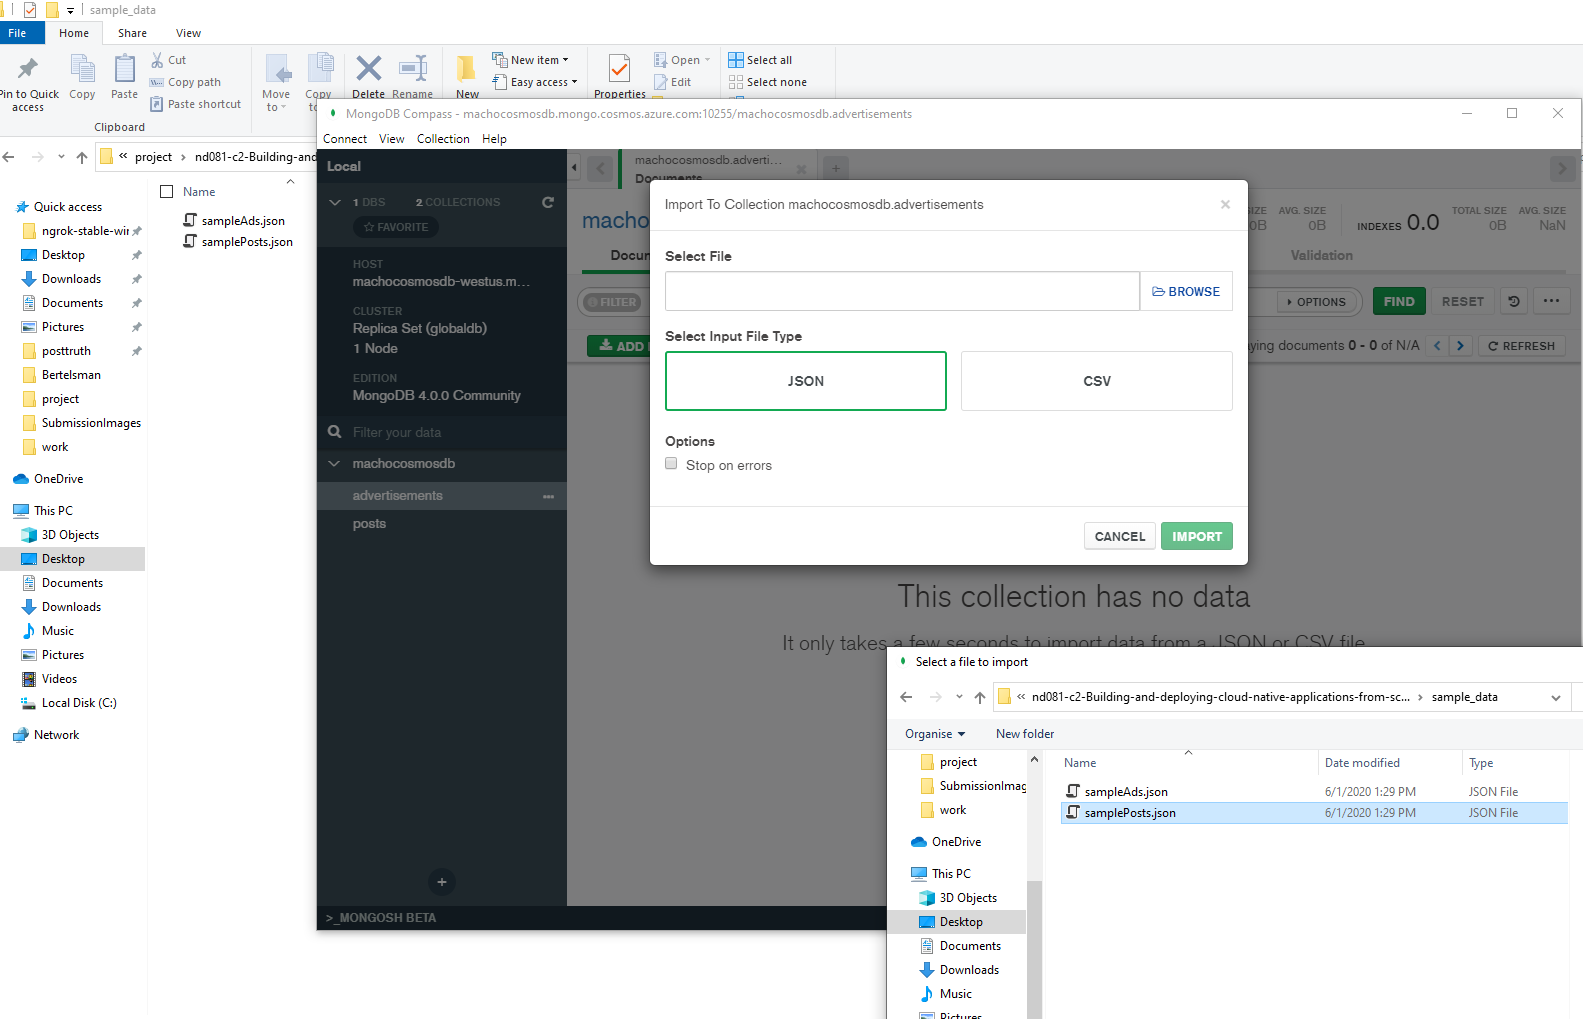 sample_data
File
Home
Share
View
Pin to Quick access
Copy
Paste
Cut
Copy path
Paste shortcut
Clipboard
Move to
Copy
Delete
Rename
New
New item
Easy access
Properties
Open
Edit
Select all
Select none
« project › nd081-c2-Building-and
Quick access
ngrok-stable-wir
Desktop
Downloads
Documents
Pictures
posttruth
Bertelsman
project
SubmissionImages
work
OneDrive
This PC
3D Objects
Desktop
Documents
Downloads
Music
Pictures
Videos
Local Disk (C:)
Network
Name
sampleAds.json
samplePosts.json
MongoDB Compass - machocosmosdb.mongo.cosmos.azure.com:10255/machocosmosdb.advertisements
Connect
View
Collection
Help
Local
1 DBS
2 COLLECTIONS
FAVORITE
HOST
machocosmosdb-westus.m...
CLUSTER
Replica Set (globaldb)
1 Node
EDITION
MongoDB 4.0.0 Community
Filter your data
machocosmosdb
advertisements
posts
>_MONGOSH BETA
machocosmosdb.adverti...
Documents
macho
SIZE
0B
AVG. SIZE
0B
INDEXES 0.0
TOTAL SIZE
0B
AVG. SIZE
NaN
Docun
Validation
FILTER
OPTIONS
FIND
RESET
ADD
ying documents 0 - 0 of N/A
REFRESH
Import To Collection machocosmosdb.advertisements
Select File
BROWSE
Select Input File Type
JSON
CSV
Options
Stop on errors
CANCEL
IMPORT
This collection has no data
It only takes a few seconds to import data from a JSON or CSV file
Select a file to import
« nd081-c2-Building-and-deploying-cloud-native-applications-from-sc... › sample_data
Organise
New folder
project
SubmissionImag
work
OneDrive
This PC
3D Objects
Desktop
Documents
Downloads
Music
Pictures
Name
Date modified
Type
sampleAds.json
6/1/2020 1:29 PM
JSON File
samplePosts.json
6/1/2020 1:29 PM
JSON File